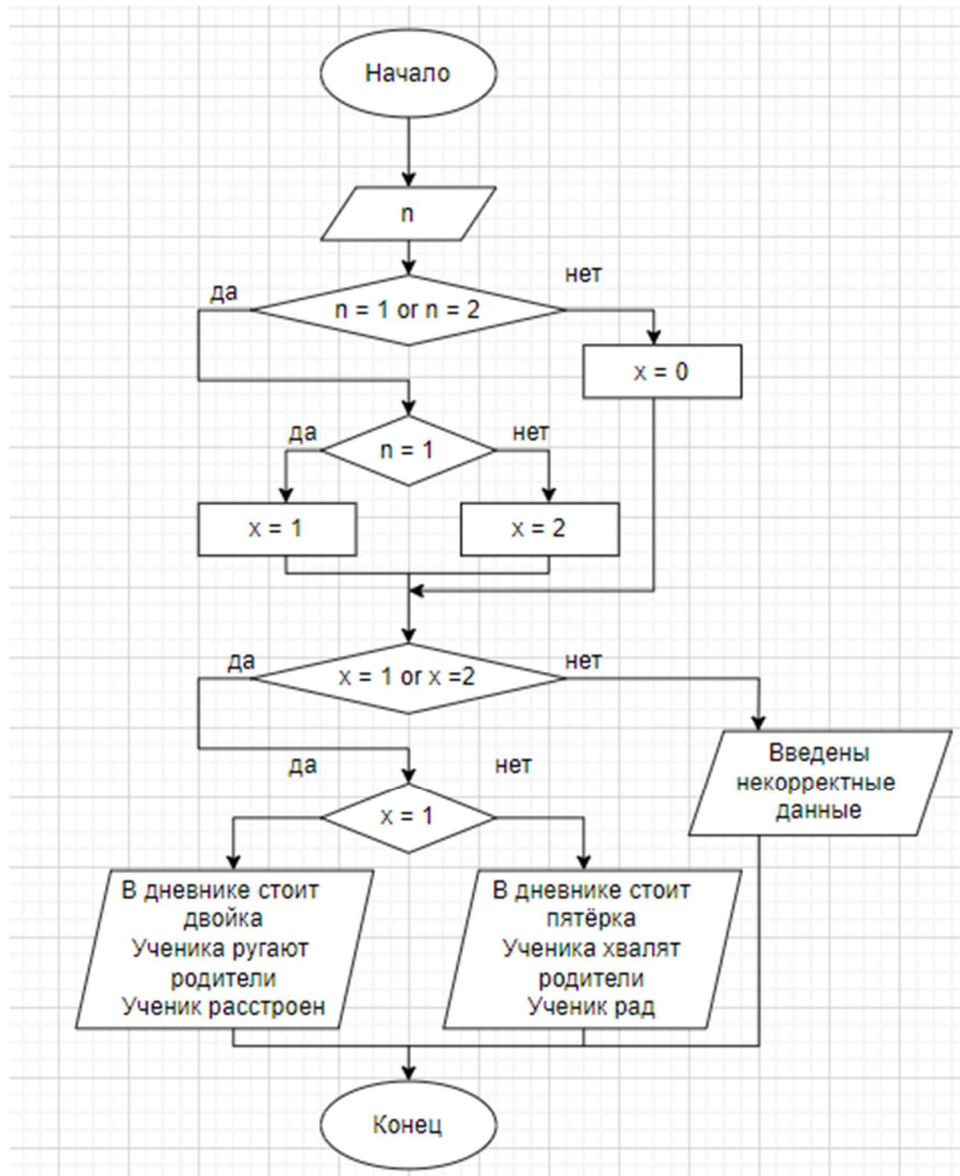 Начало
n
да
нет
n = 1 or n = 2
x = 0
да
нет
n = 1
x = 1
x = 2
да
нет
x = 1 or x =2
Введены
некорректные
данные
да
нет
x = 1
В дневнике стоит
двойка
Ученика ругают
родители
Ученик расстроен
В дневнике стоит
пятёрка
Ученика хвалят
родители
Ученик рад
Конец